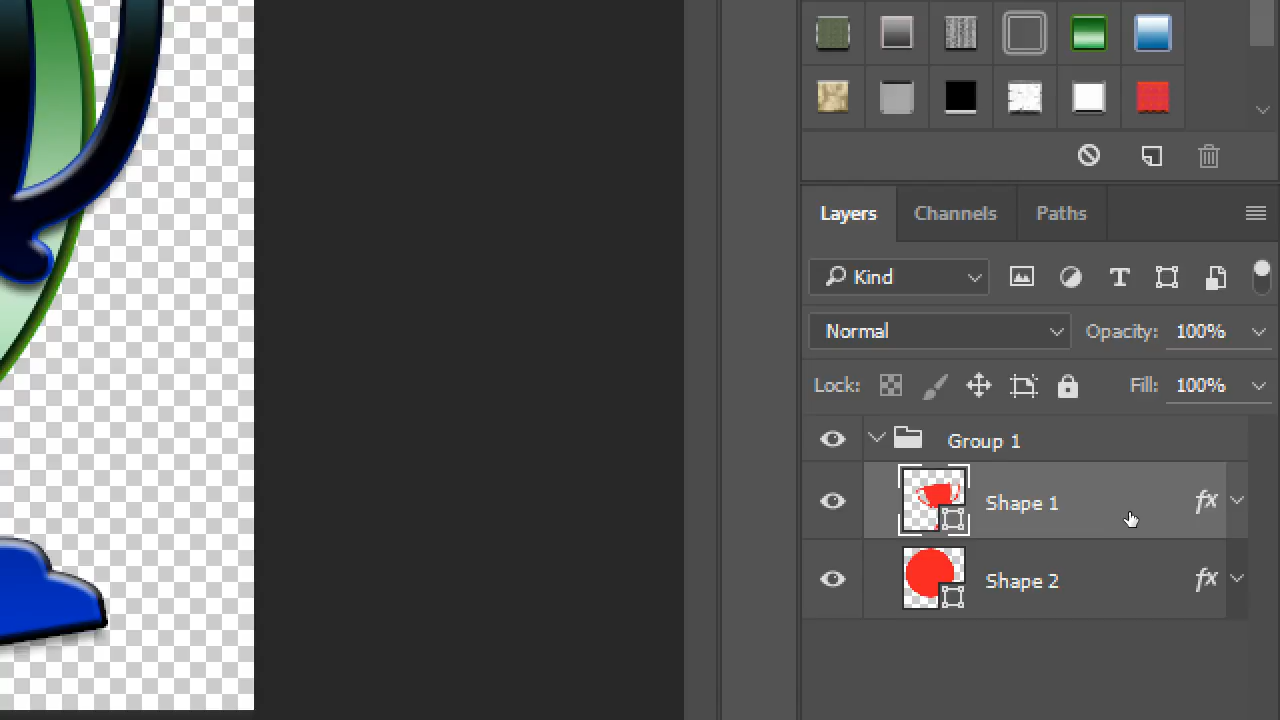 Layers Channels Paths
Kind T
Normal Opacity: 100%
Lock: Fill: 100%
Group 1
Shape 1 fx
Shape 2 fx